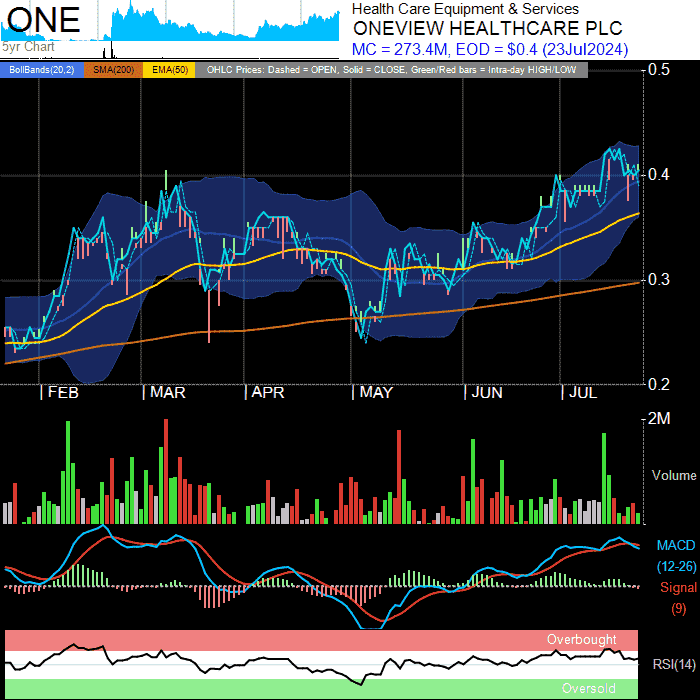 ONE
5yr Chart
Health Care Equipment & Services
ONEVIEW HEALTHCARE PLC
MC = 273.4M, EOD = $0.4 (23Jul2024)
BollBands(20,2) SMA(200) EMA(50) OHLC Prices: Dashed = OPEN, Solid = CLOSE, Green/Red bars = Intra-day HIGH/LOW
0.5
0.4
0.3
0.2
FEB MAR APR MAY JUN JUL
2M
Volume
MACD
(12-26)
Signal
(9)
Overbought
RSI(14)
Oversold